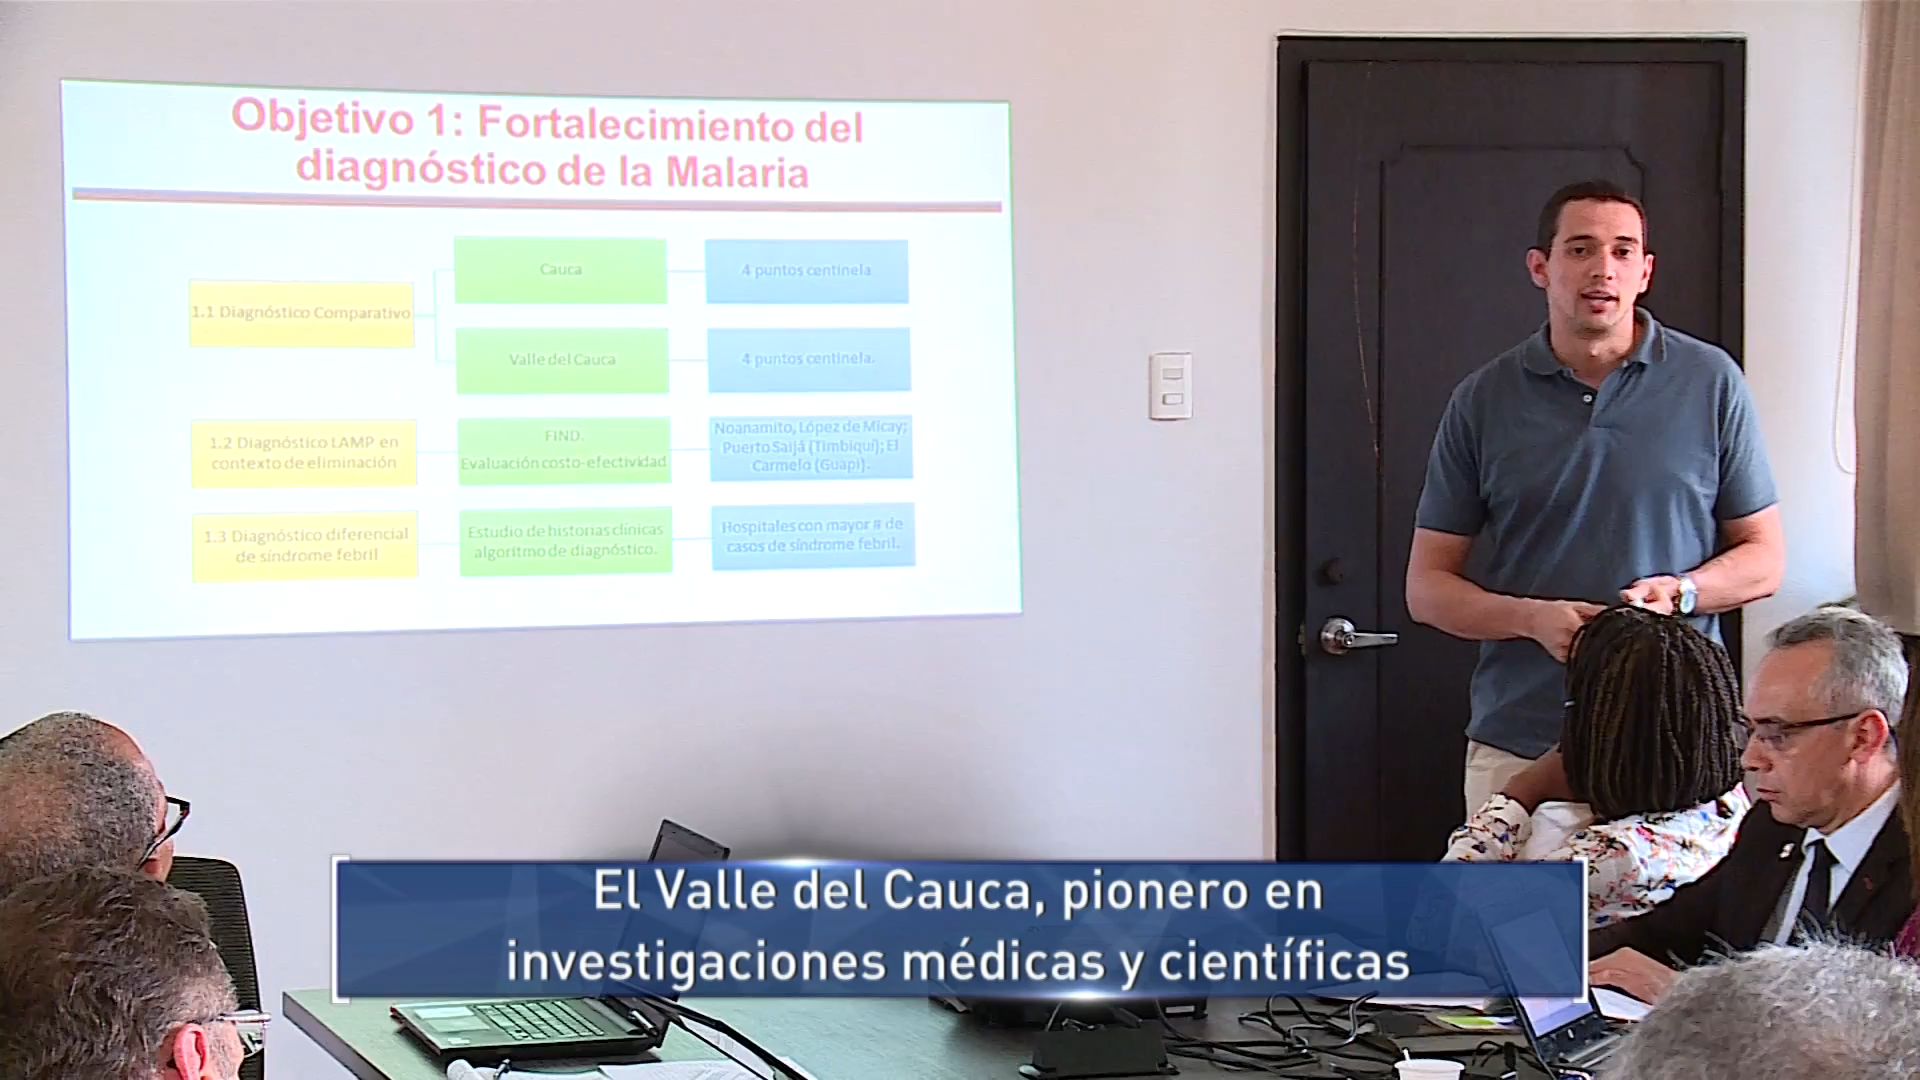 Objetivo 1: Fortalecimiento del
diagnóstico de la Malaria
1.1 Diagnóstico Comparativo
Cauca
4 puntos centinela
Valle del Cauca
4 puntos centinela.
1.2 Diagnóstico LAMP en
contexto de eliminación
FIND.
Evaluación costo-efectividad
Noanamito, López de Micay;
Puerto Saijá (Timbiquí); El
Carmelo (Guapi).
1.3 Diagnóstico diferencial
de síndrome febril
Estudio de historias clínicas
algoritmo de diagnóstico.
Hospitales con mayor # de
casos de síndrome febril.
El Valle del Cauca, pionero en
investigaciones médicas y científicas